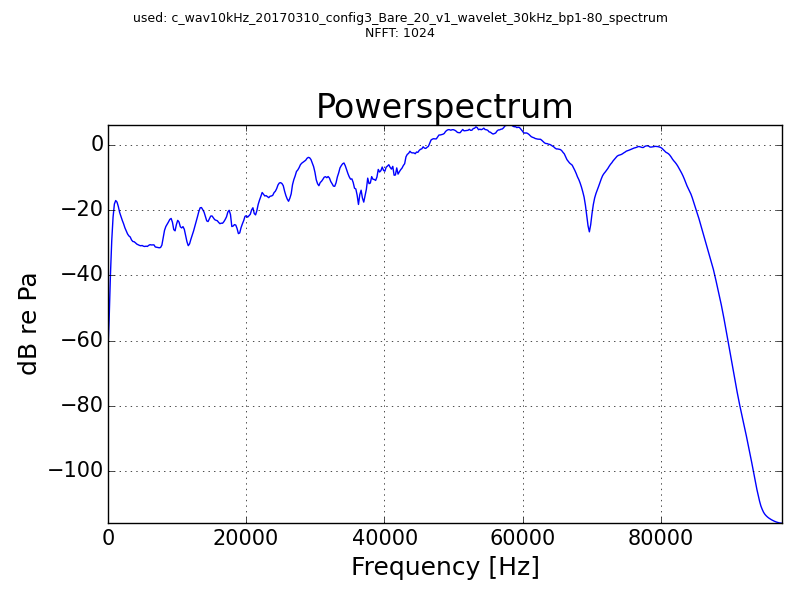 used: c_wav10kHz_20170310_config3_Bare_20_v1_wavelet_30kHz_bp1-80_spectrum
NFFT: 1024
Powerspectrum
0
−20
−40
−60
−80
−100
dB re Pa
0 20000 40000 60000 80000
Frequency [Hz]